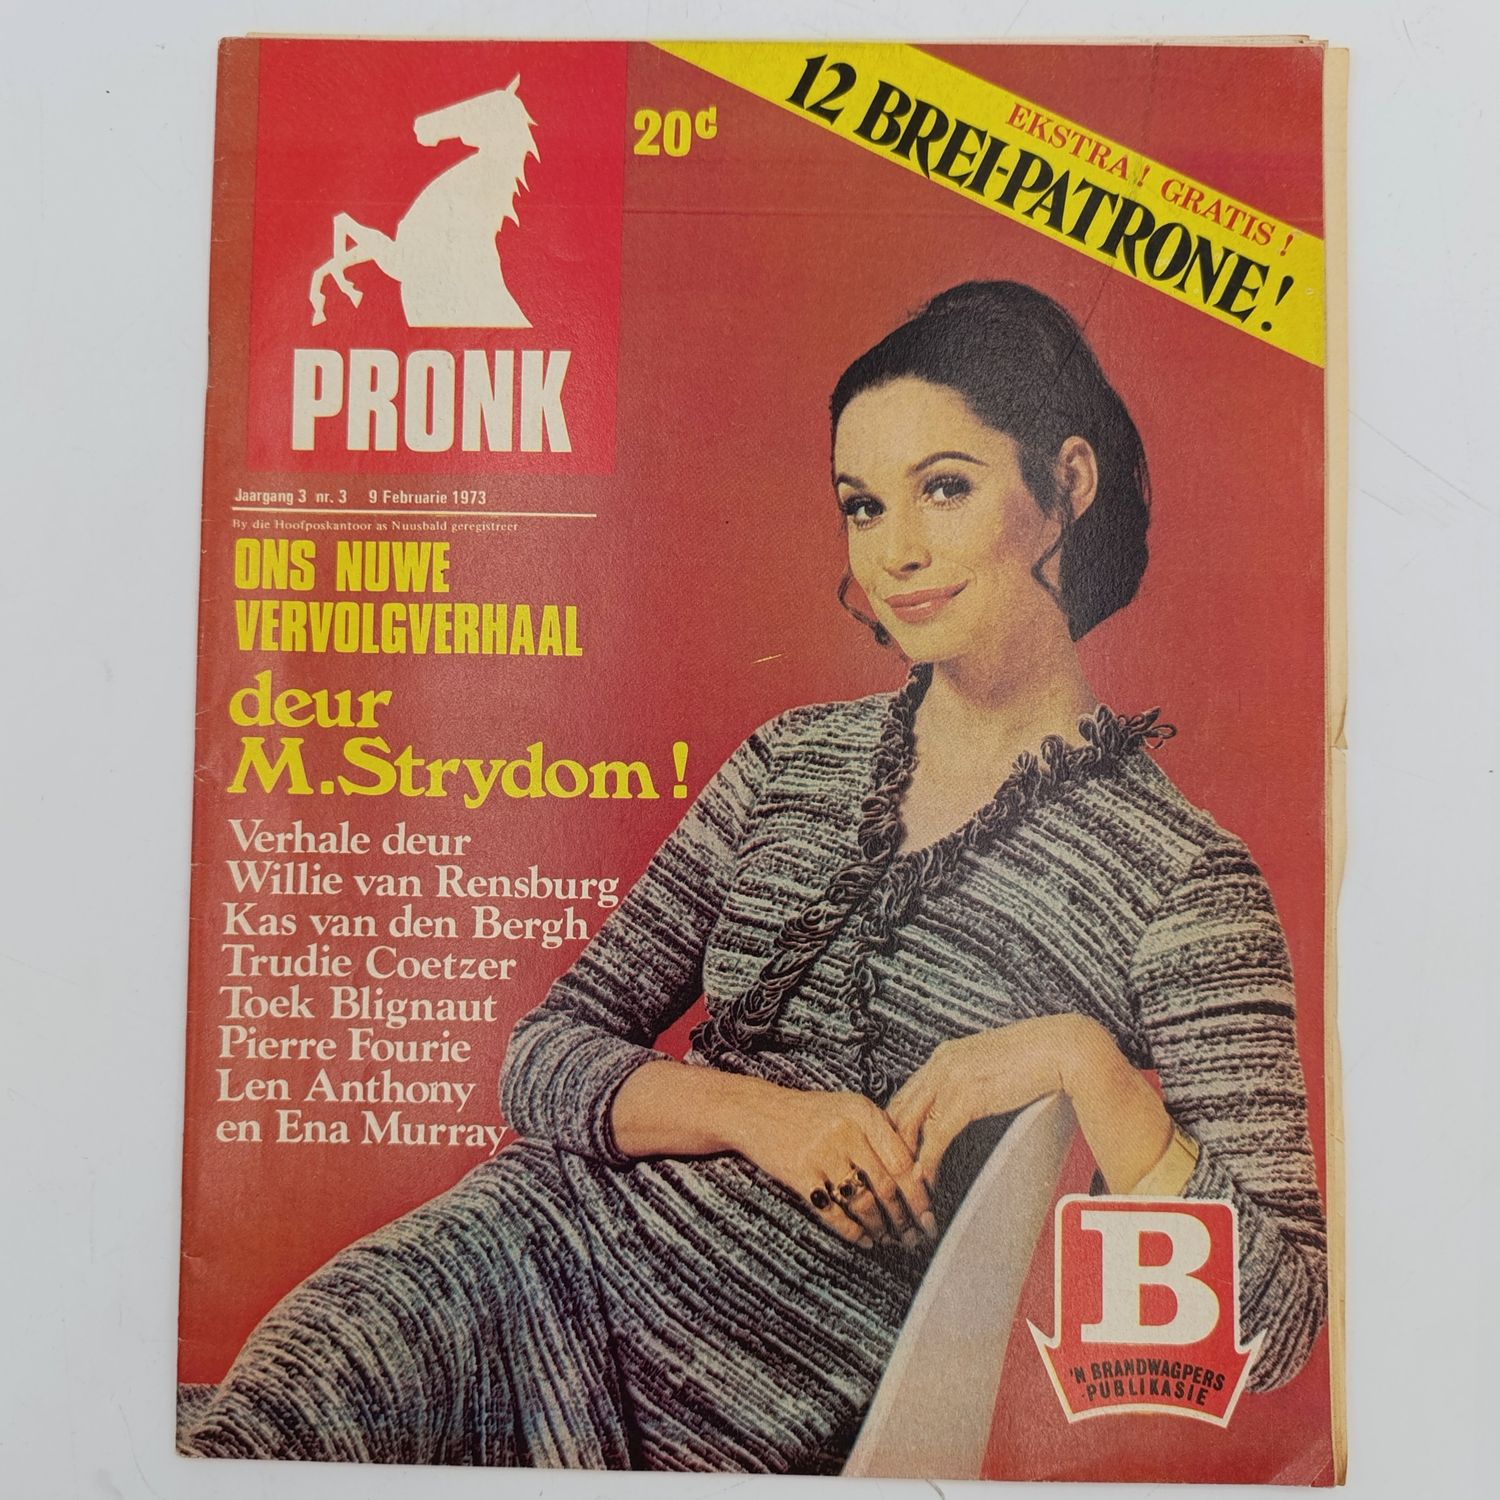 20c
EKSTRA! GRATIS!
12 BREI-PATRONE!
PRONK
Jaargang 3 nr. 3 9 Februarie 1973
By die Hoofposkantoor as Nuusbald geregistreer
ONS NUWE
VERVOLGVERHAAL
deur
M.Strydom!
Verhale deur
Willie van Rensburg
Kas van den Bergh
Trudie Coetzer
Toek Blignaut
Pierre Fourie
Len Anthony
en Ena Murray
B
'N BRANDWAGPERS
-PUBLIKASIE